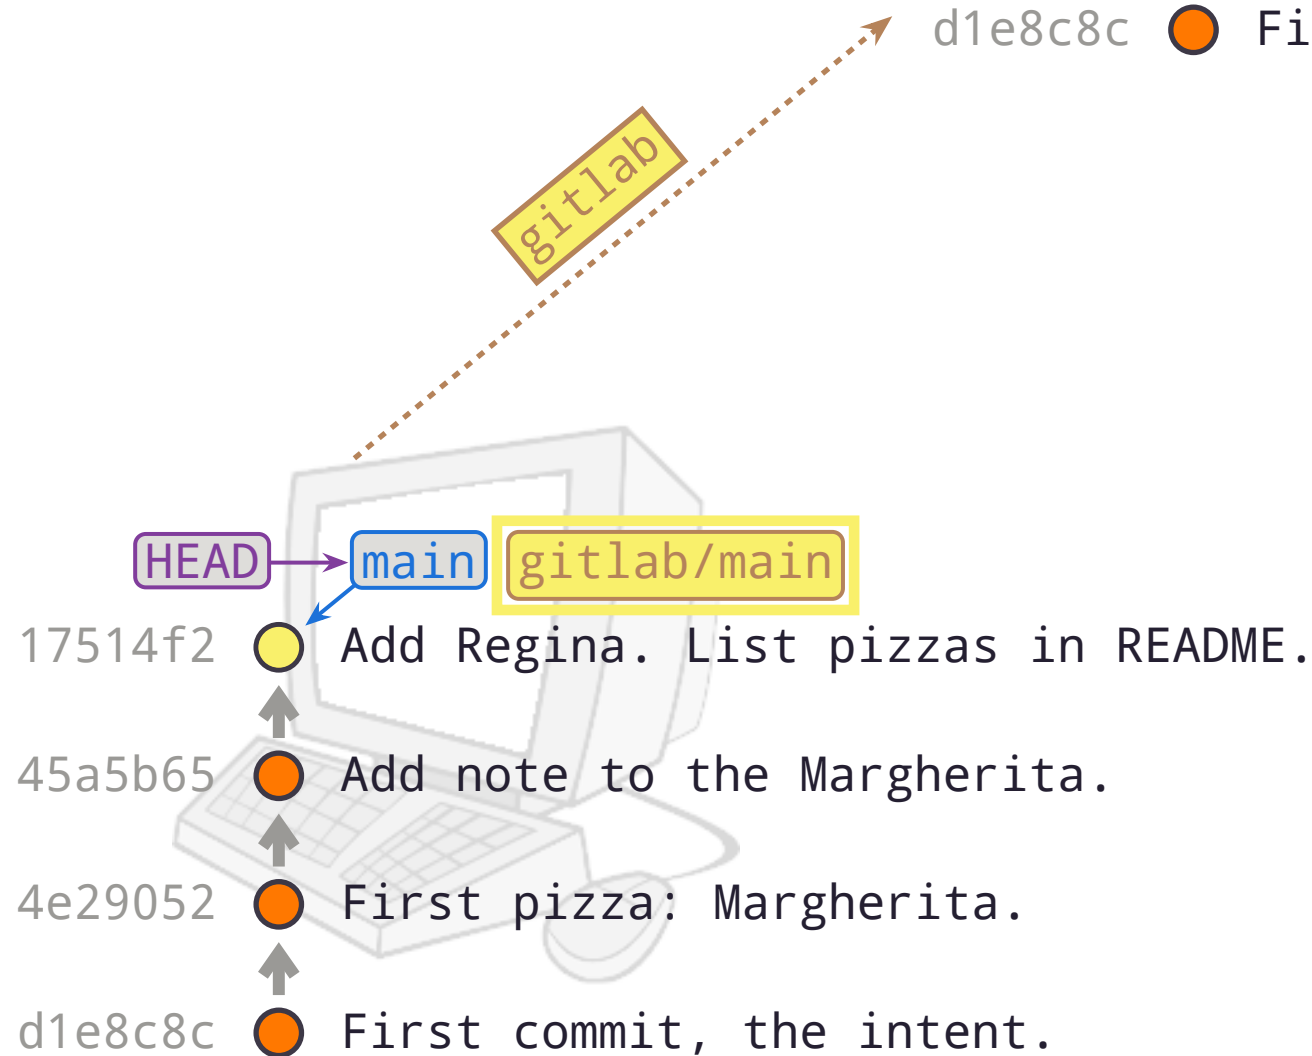 d1e8c8c Fi
gitlab
HEAD main gitlab/main
17514f2 Add Regina. List pizzas in README.
45a5b65 Add note to the Margherita.
4e29052 First pizza: Margherita.
d1e8c8c First commit, the intent.